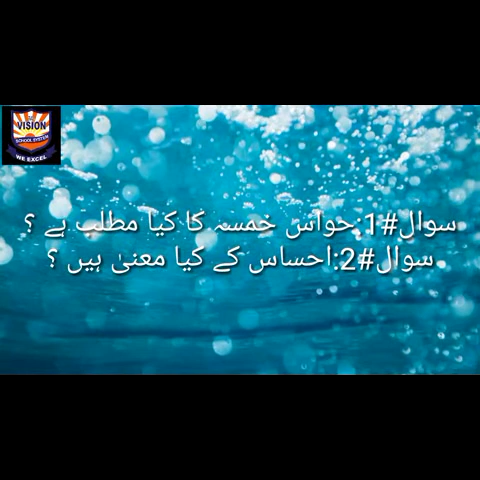 VISION
SCHOOL SYSTEM
WE EXCEL
سوال#1:حواس خمسہ کا کیا مطلب ہے ؟
سوال#2:احساس کے کیا معنیٰ ہیں ؟